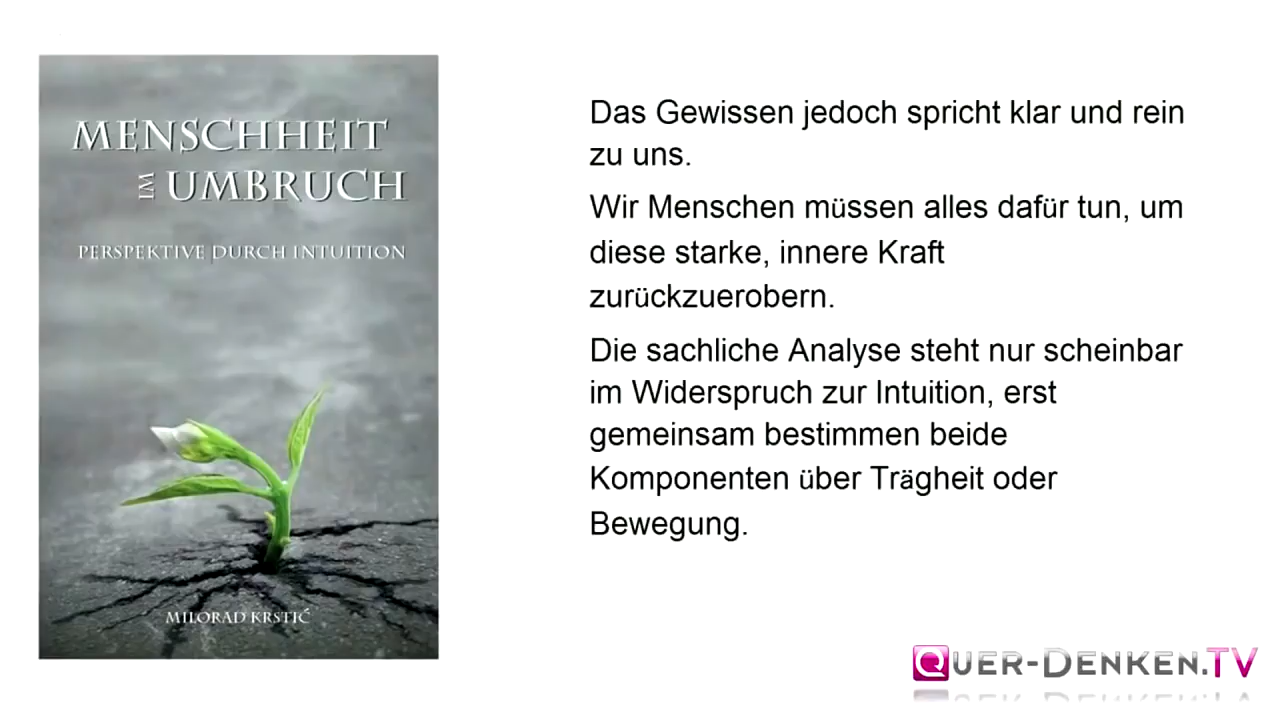 MENSCHHEIT
IM UMBRUCH
PERSPEKTIVE DURCH INTUITION
MILORAD KRSTIĆ
Das Gewissen jedoch spricht klar und rein
zu uns.
Wir Menschen müssen alles dafür tun, um
diese starke, innere Kraft
zurückzuerobern.
Die sachliche Analyse steht nur scheinbar
im Widerspruch zur Intuition, erst
gemeinsam bestimmen beide
Komponenten über Trägheit oder
Bewegung.
QUER-DENKEN.TV